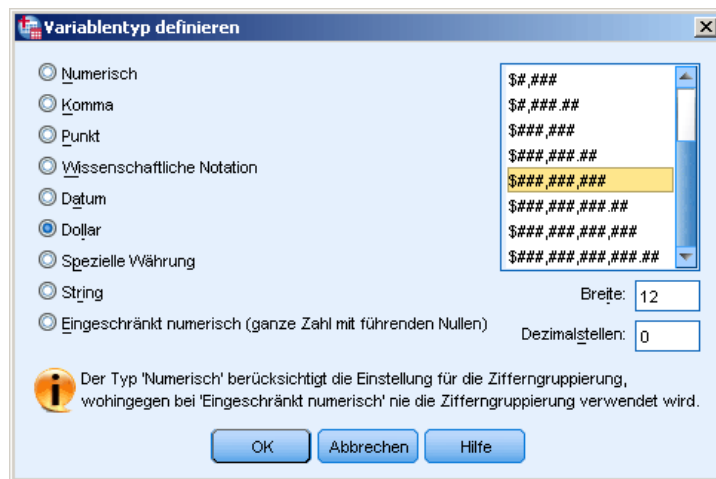 Variablentyp definieren
Numerisch
Komma
Punkt
Wissenschaftliche Notation
Datum
Dollar
Spezielle Währung
String
Eingeschränkt numerisch (ganze Zahl mit führenden Nullen)
$#,###
$#,###.##
$###,###
$###,###.##
$###,###,###
$###,###,###.##
$###,###,###,###
$###,###,###,###.##
Breite: 12
Dezimalstellen: 0
Der Typ 'Numerisch' berücksichtigt die Einstellung für die Zifferngruppierung,
wohingegen bei 'Eingeschränkt numerisch' nie die Zifferngruppierung verwendet wird.
OK Abbrechen Hilfe